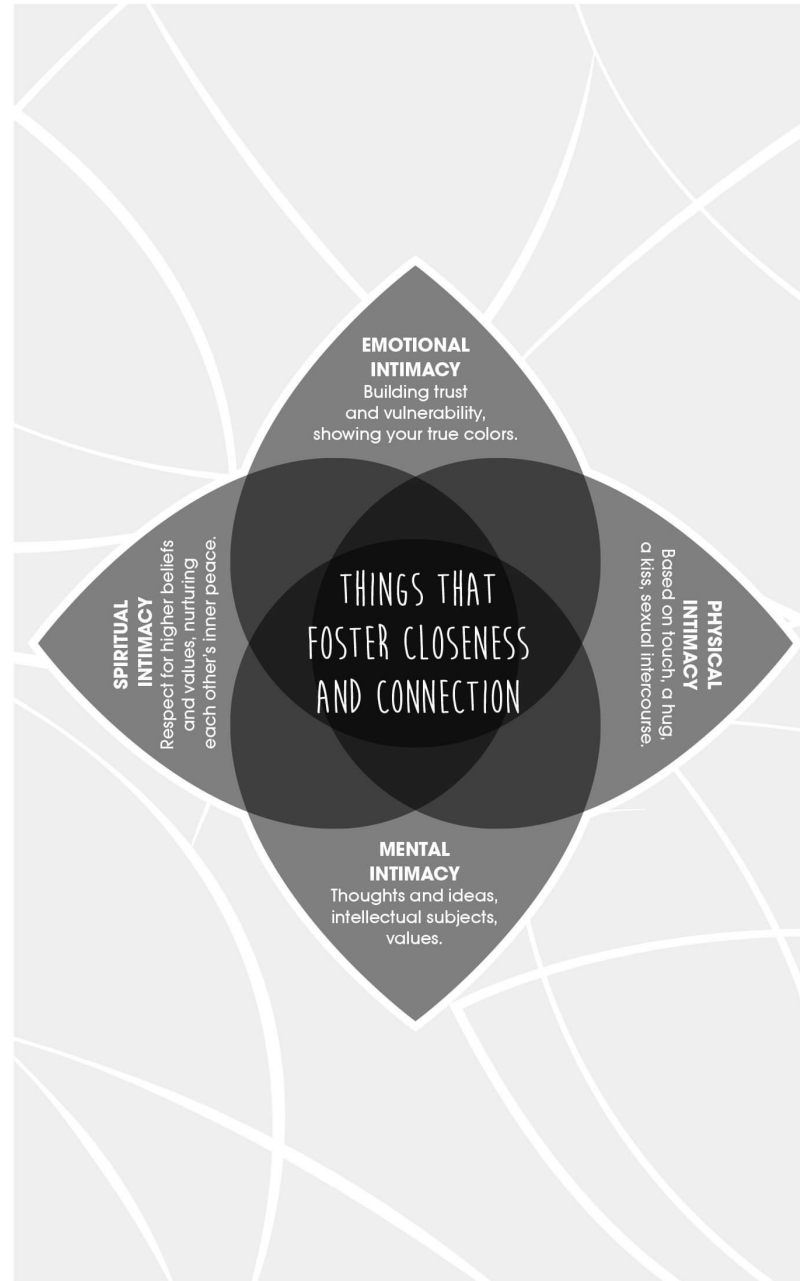 EMOTIONAL
INTIMACY
Building trust
and vulnerability,
showing your true colors.
SPIRITUAL
INTIMACY
Respect for higher beliefs
and values, nurturing
each other's inner peace.
THINGS THAT
FOSTER CLOSENESS
AND CONNECTION
PHYSICAL
INTIMACY
Based on touch, a hug,
a kiss, sexual intercourse.
MENTAL
INTIMACY
Thoughts and ideas,
intellectual subjects,
values.